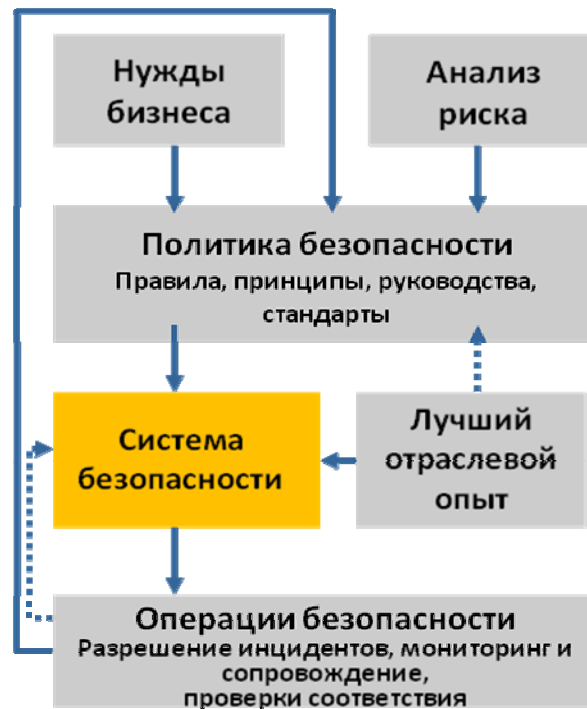 Нужды
бизнеса
Анализ
риска
Политика безопасности
Правила, принципы, руководства,
стандарты
Система
безопасности
Лучший
отраслевой
опыт
Операции безопасности
Разрешение инцидентов, мониторинг и
сопровождение,
проверки соответствия